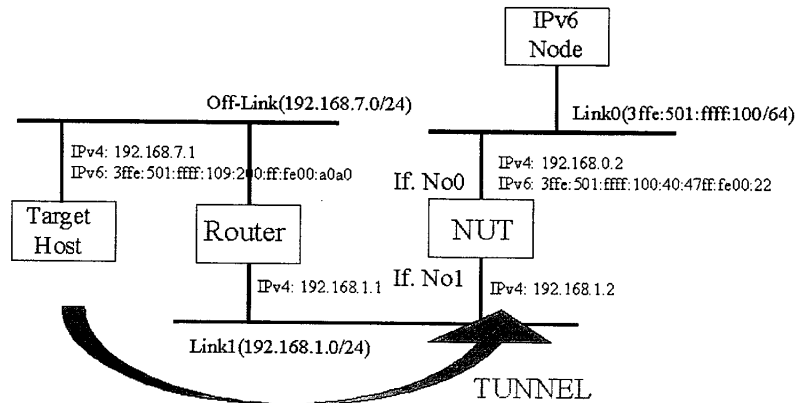 IPv6
Node
Off-Link(192.168.7.0/24)
Link0(3ffe:501:ffff:100/64)
IPv4: 192.168.7.1
IPv6: 3ffe:501:ffff:109:200:ff:fe00:a0a0
If. No0
IPv4: 192.168.0.2
IPv6: 3ffe:501:ffff:100:40:47ff:fe00:22
Target
Host
Router
NUT
IPv4: 192.168.1.1
If. No1
IPv4: 192.168.1.2
Link1(192.168.1.0/24)
TUNNEL